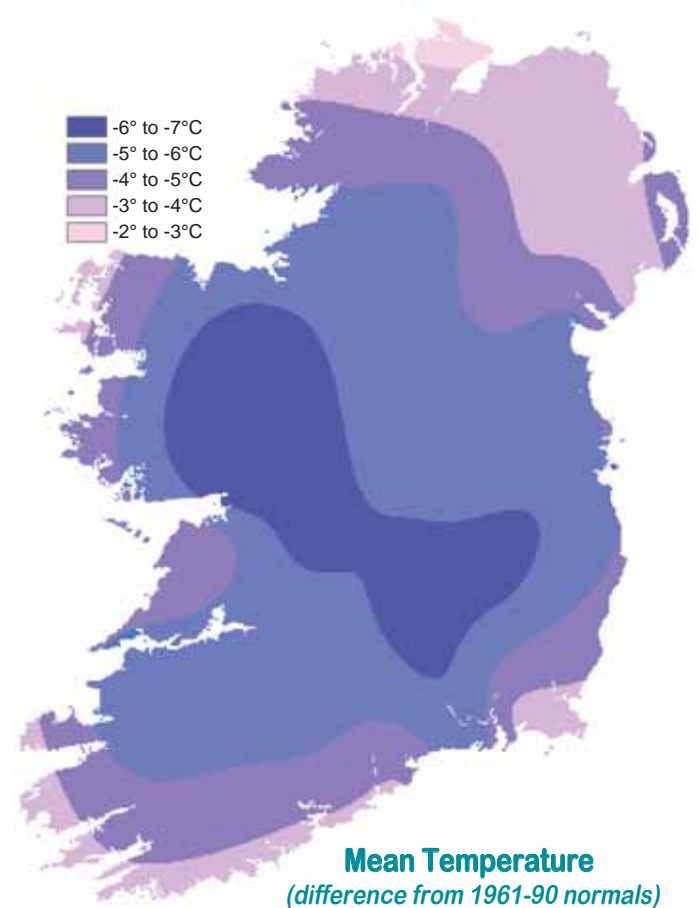 -6° to -7°C
-5° to -6°C
-4° to -5°C
-3° to -4°C
-2° to -3°C
Mean Temperature
(difference from 1961-90 normals)